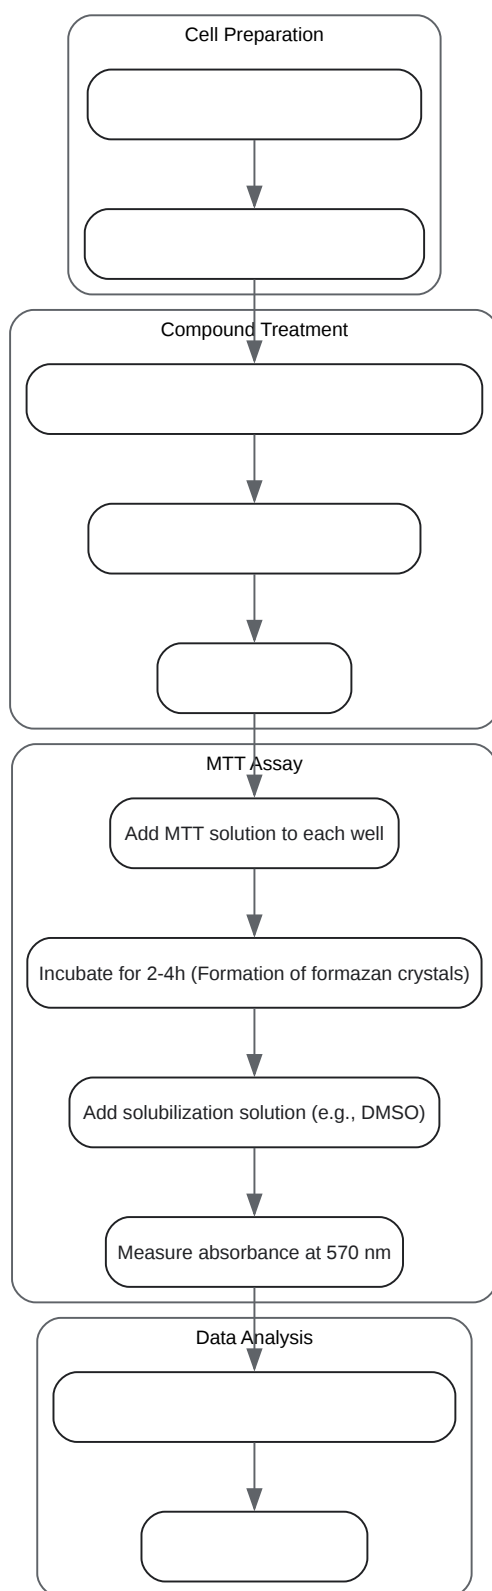 Cell Preparation
Compound Treatment
MTT Assay
Add MTT solution to each well
Incubate for 2-4h (Formation of formazan crystals)
Add solubilization solution (e.g., DMSO)
Measure absorbance at 570 nm
Data Analysis